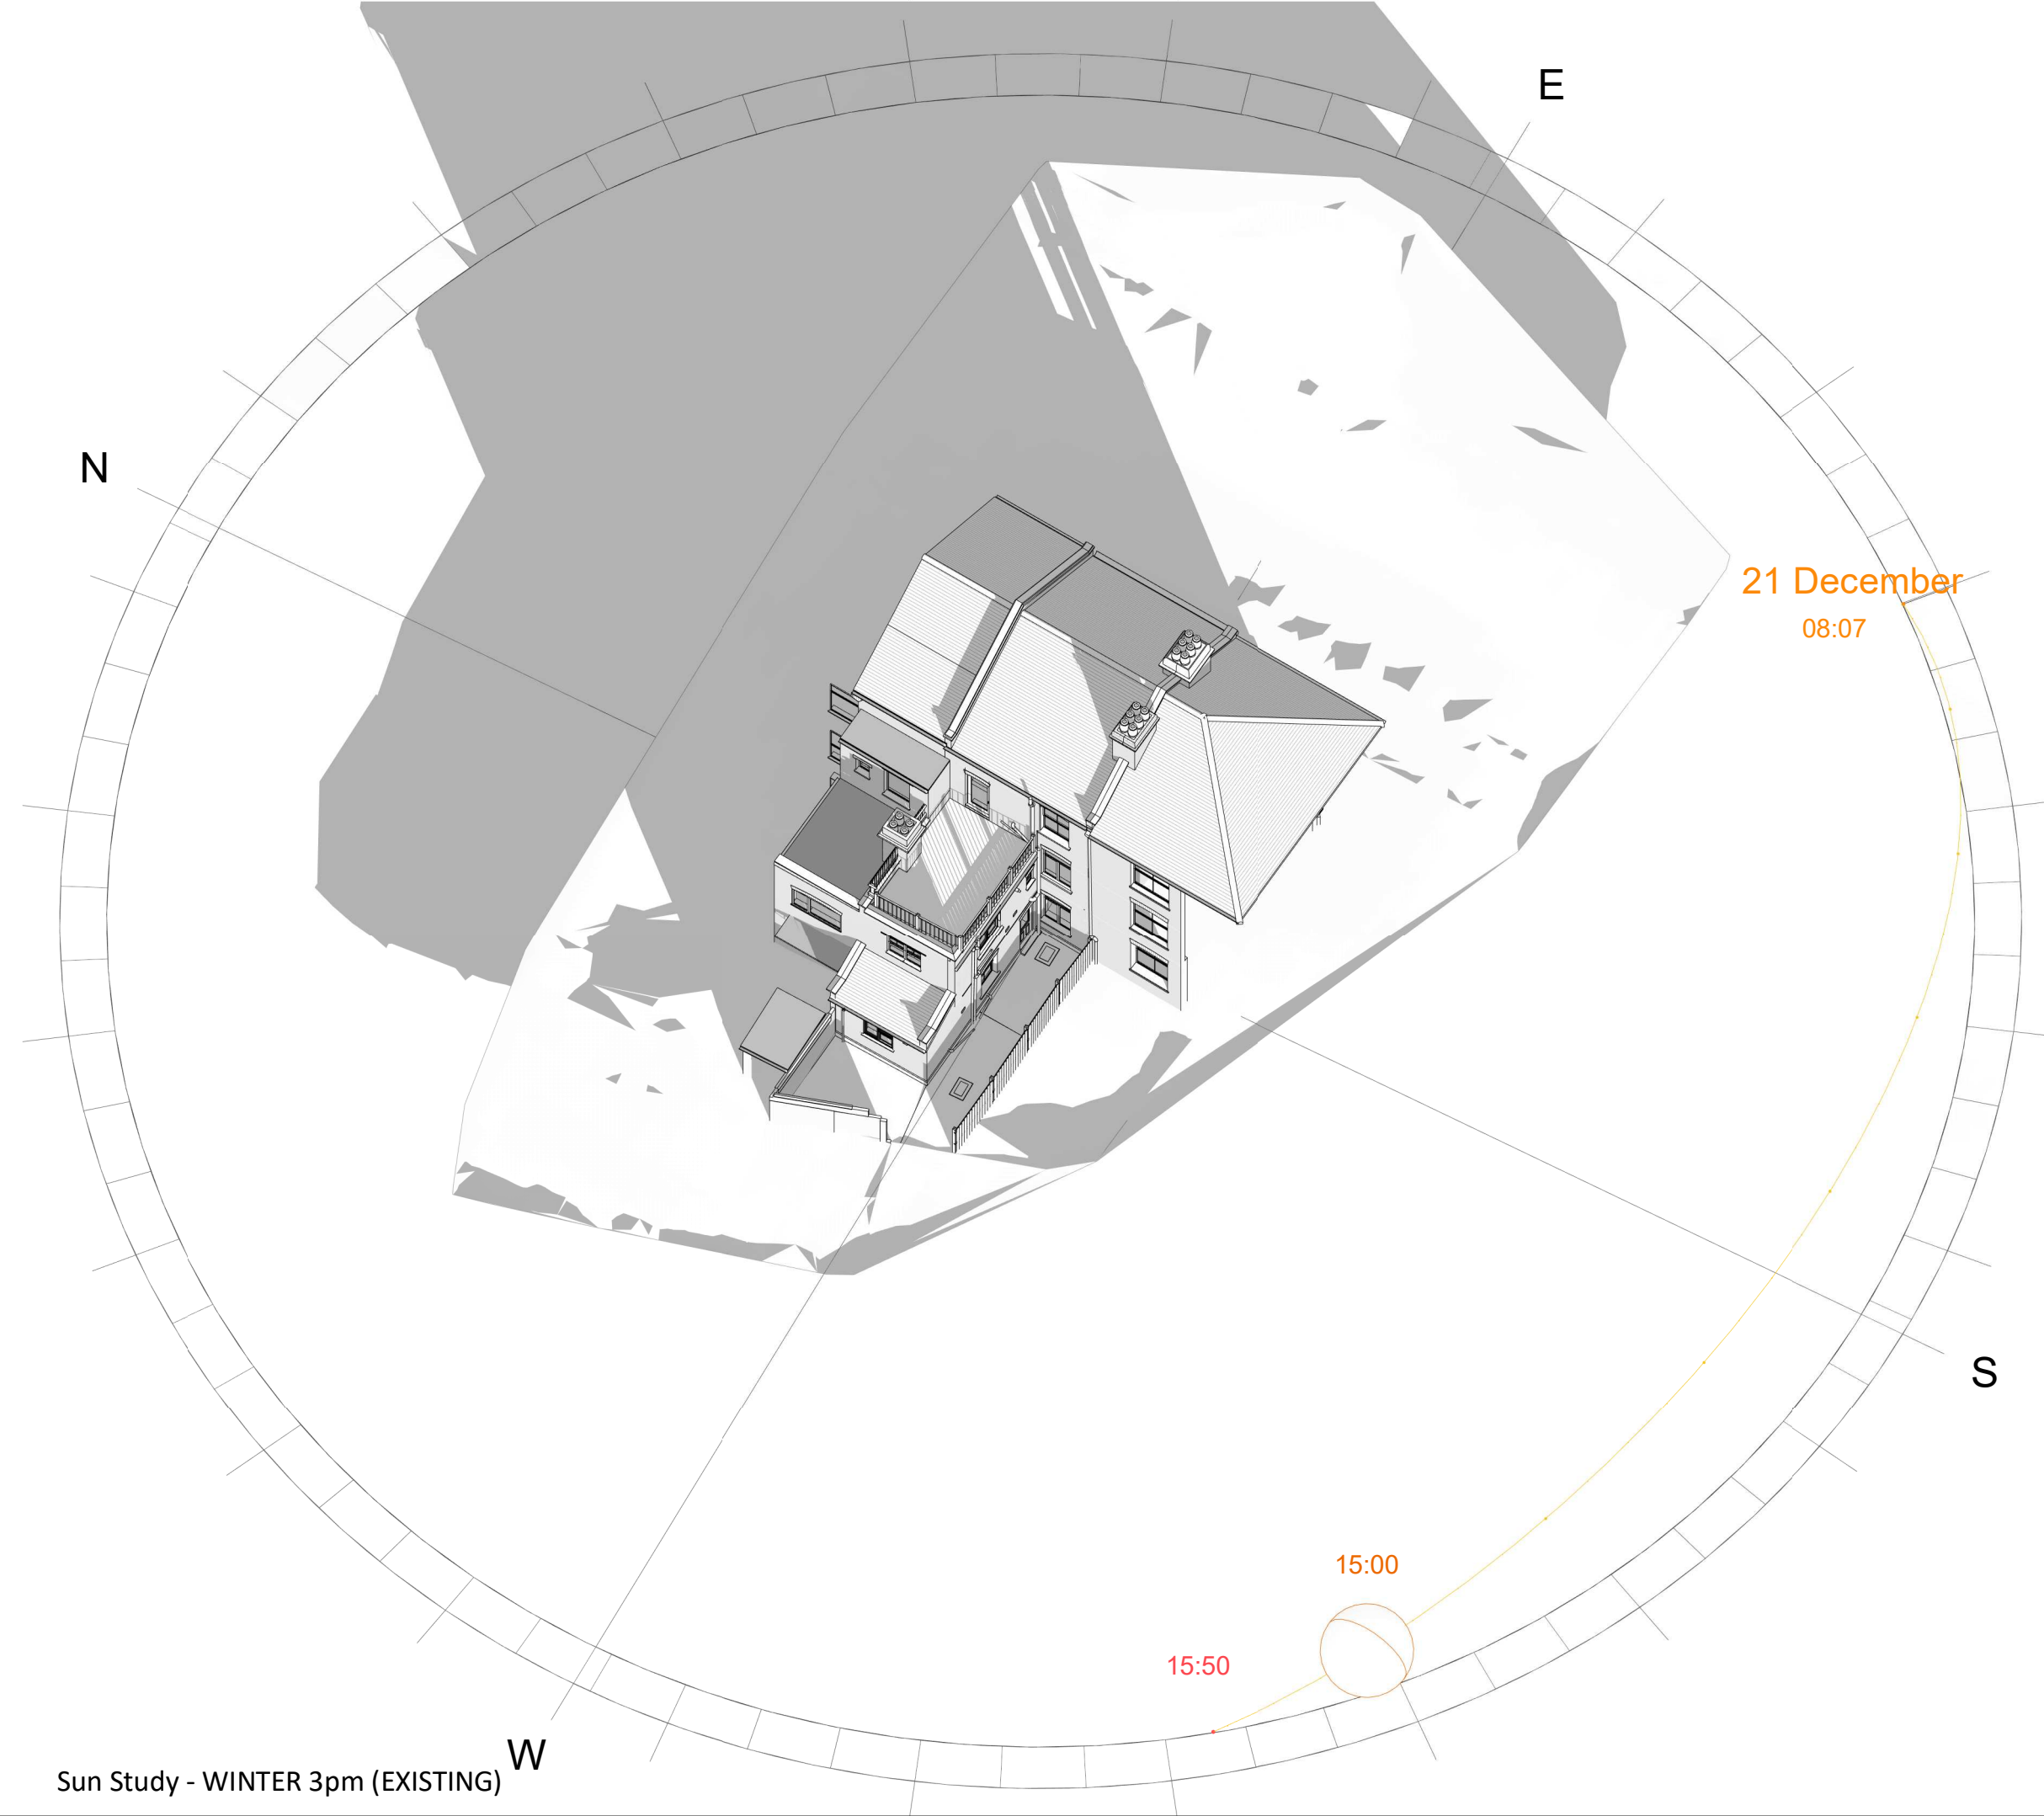 E
N
21 December
08:07
S
15:00
15:50
W
Sun Study - WINTER 3pm (EXISTING)